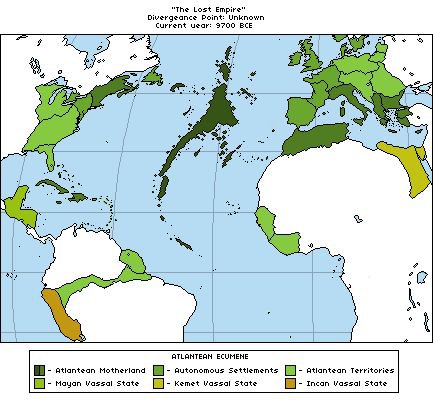 "The Lost Empire"
Divergeance Point: Unknown
Current year: 9700 BCE
ATLANTEAN ECUMENE
- Atlantean Motherland
- Autonomous Settlements
- Atlantean Territories
- Mayan Vassal State
- Kemet Vassal State
- Incan Vassal State